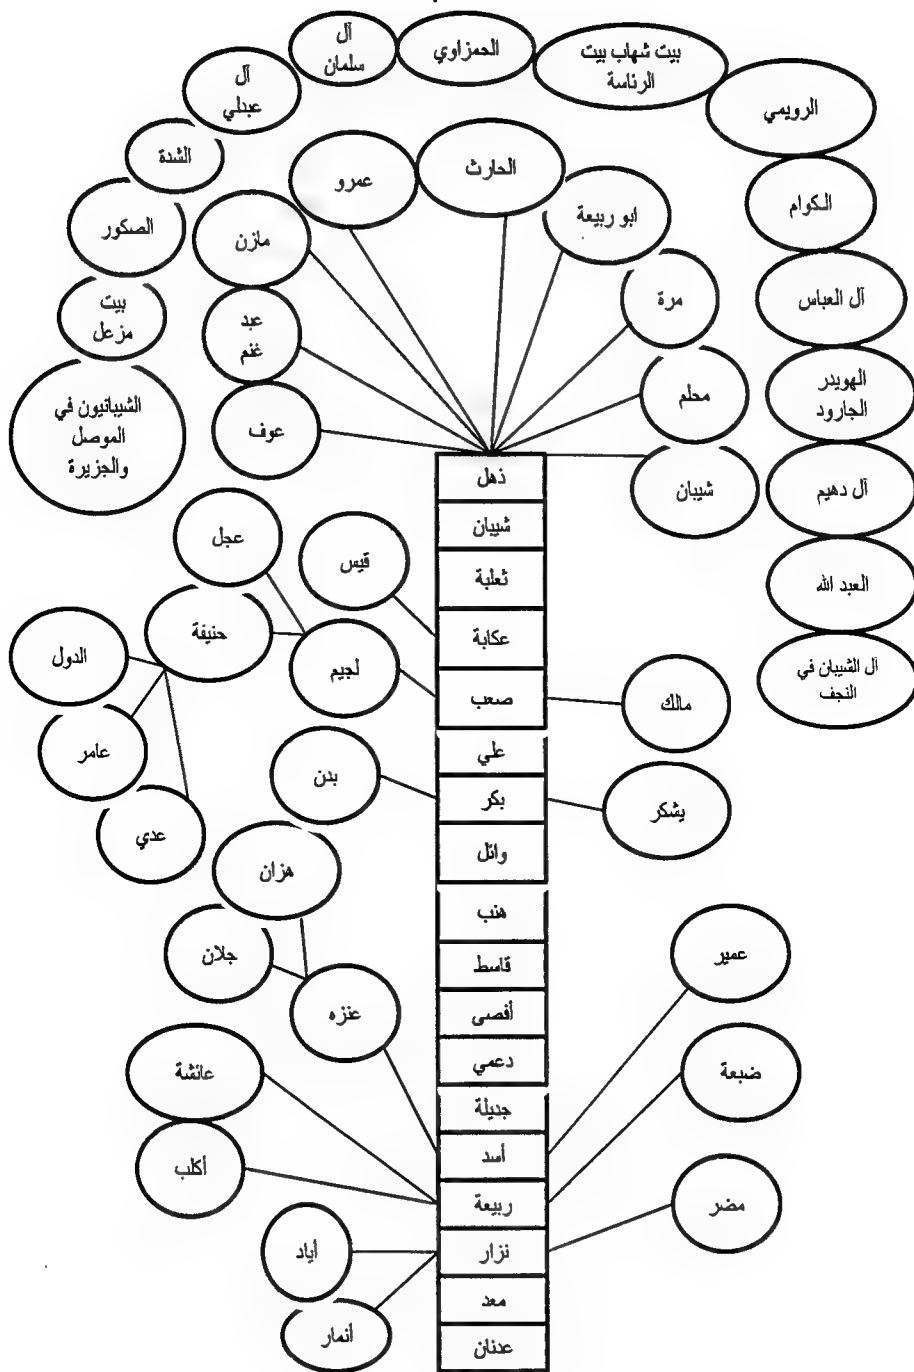 بيت شهاب بيت
الرئاسة
الحمزاوي
آل
سلمان
آل
عبدلي
الشدة
الصكور
بيت
مزعل
الشيبانيون في
الموصل
والجزيرة
الرويمي
الكوام
آل العباس
الهويدر
الجارود
آل دهيم
العبد الله
آل الشيبان في
النجف
شيبان
محلم
مرة
ابو ربيعة
الحارث
عمرو
مازن
عبد
غنم
عوف
ذهل
شيبان
ثعلبة
عكابة
قيس
صعب
مالك
لجيم
عجل
حنيفة
الدول
عامر
عدي
علي
بكر
يشكر
بدن
وائل
هنب
قاسط
أفصى
دعمي
جديلة
أسد
عمير
عنزه
هزان
جلان
ربيعة
ضبعة
عائشة
أكلب
نزار
مضر
أياد
أنمار
معد
عدنان